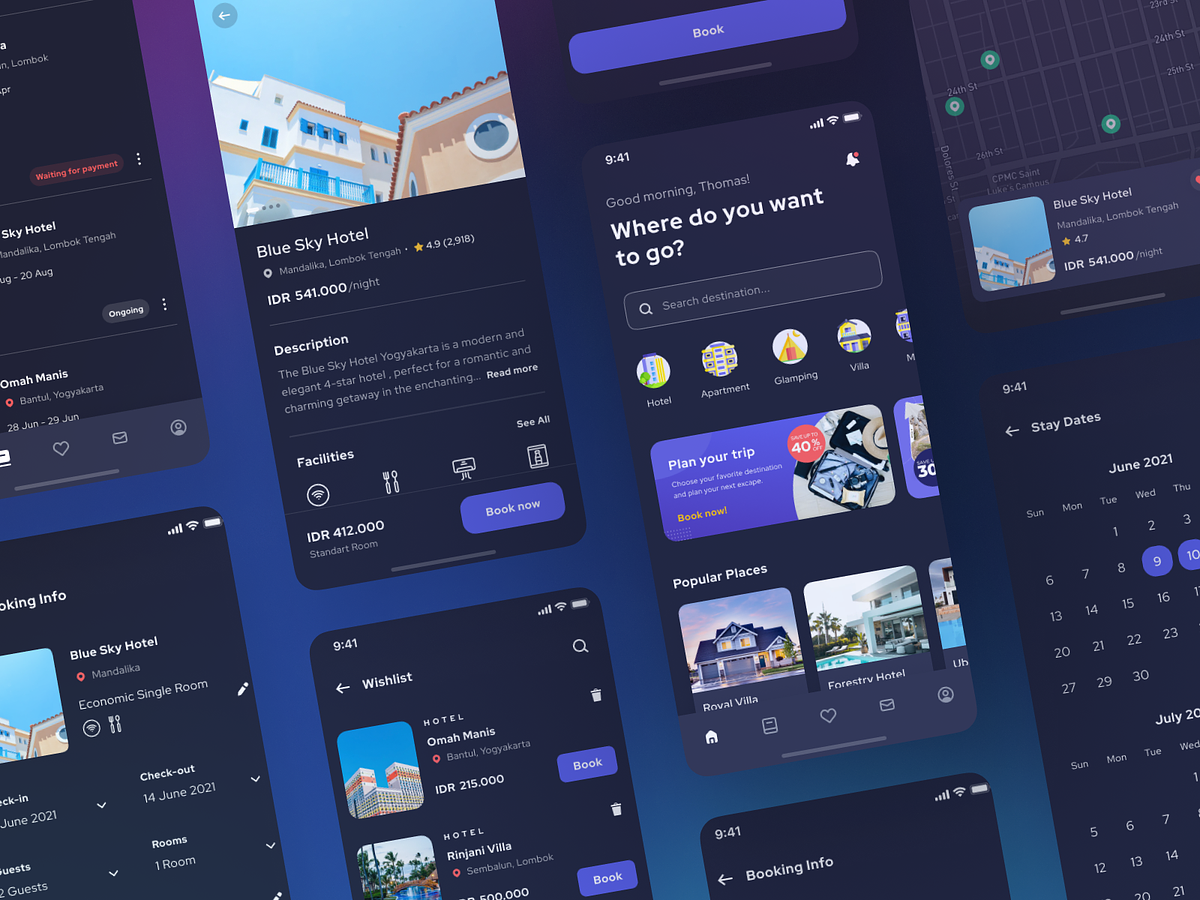 Lombok
Waiting for payment
Sky Hotel
Mandalika, Lombok Tengah
- 20 Aug
Ongoing
Omah Manis
Bantul, Yogyakarta
28 Jun - 29 Jun
Blue Sky Hotel
Mandalika, Lombok Tengah · 4.9 (2,918)
IDR 541.000/night
Description
The Blue Sky Hotel Yogyakarta is a modern and
elegant 4-star hotel , perfect for a romantic and
charming getaway in the enchanting... Read more
See All
Facilities
IDR 412.000
Standart Room
Book now
Book
9:41
Good morning, Thomas!
Where do you want
to go?
Search destination...
Hotel
Apartment
Glamping
Villa
Plan your trip
Choose your favorite destination
and plan your next escape.
Book now!
SAVE UP TO
40%
OFF
30
Popular Places
Royal Villa
Forestry Hotel
Ub
23rd St
24th St
25th St
24th St
26th St
Dolores St
CPMC Saint
Luke's Campus
Blue Sky Hotel
Mandalika, Lombok Tengah
4.7
IDR 541.000/night
9:41
Stay Dates
June 2021
Sun Mon Tue Wed Thu
1 2 3
6 7 8 9 10
13 14 15 16
20 21 22 23
27 28 29 30
July 20
Sun Mon Tue Wed
5 6 7
12 13 14
20 21
Info
Blue Sky Hotel
Mandalika
Economic Single Room
Check-out
June 2021
14 June 2021
Rooms
2 Guests
1 Room
9:41
Wishlist
HOTEL
Omah Manis
Bantul, Yogyakarta
IDR 215.000
Book
HOTEL
Rinjani Villa
Sembalun, Lombok
IDR 500.000
Book
9:41
Booking Info